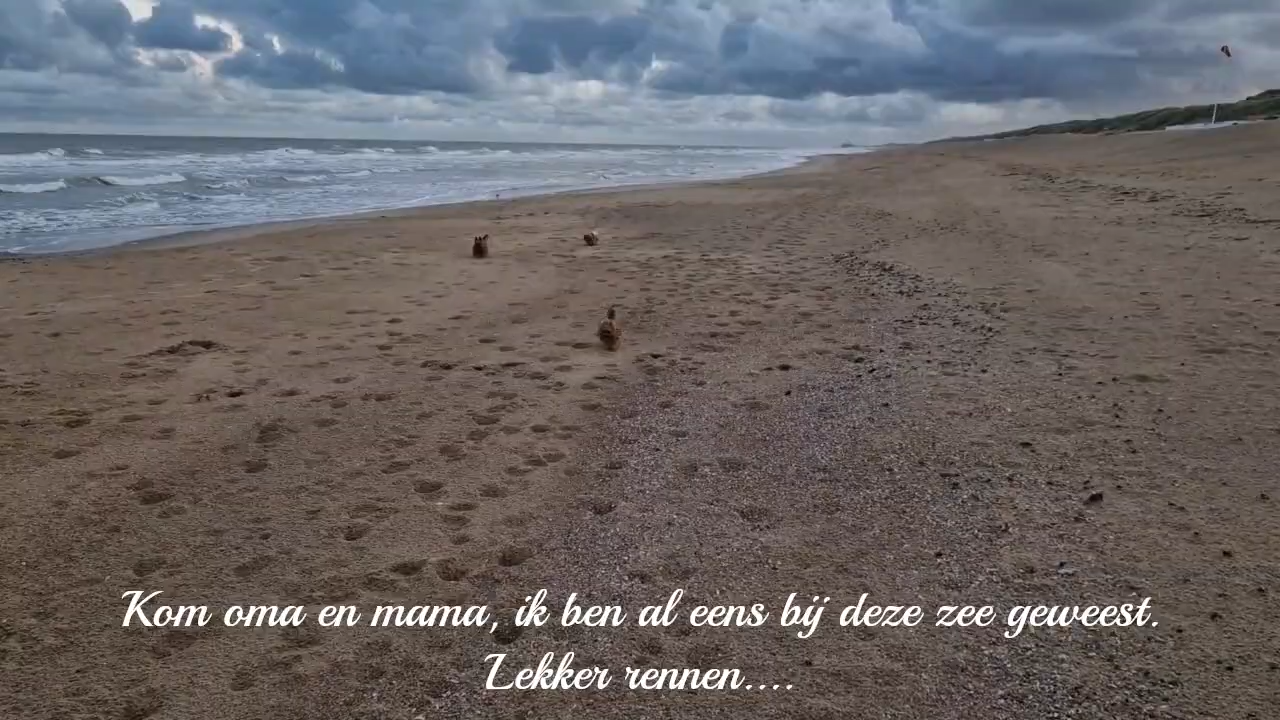 Kom oma en mama, ik ben al eens bij deze zee geweest.
Lekker rennen....